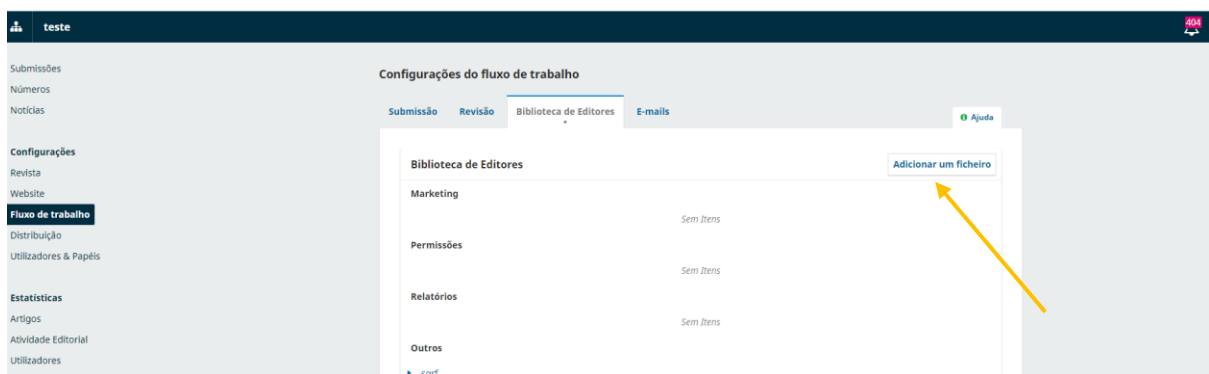 teste
404
Submissões
Números
Notícias
Configurações
Revista
Website
Fluxo de trabalho
Distribuição
Utilizadores & Papéis
Estatísticas
Artigos
Atividade Editorial
Utilizadores
Configurações do fluxo de trabalho
Submissão Revisão Biblioteca de Editores E-mails
Ajuda
Biblioteca de Editores Adicionar um ficheiro
Marketing
Sem Itens
Permissões
Sem Itens
Relatórios
Sem Itens
Outros